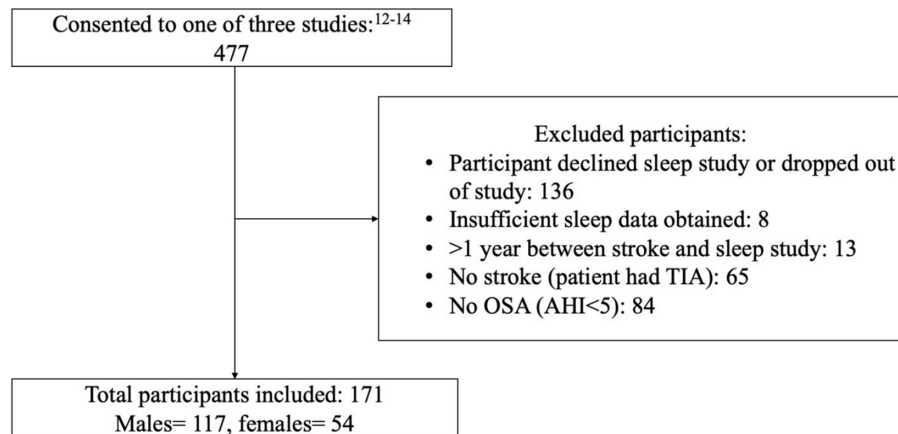 Consented to one of three studies:12-14
477
Excluded participants:
• Participant declined sleep study or dropped out
of study: 136
• Insufficient sleep data obtained: 8
• >1 year between stroke and sleep study: 13
• No stroke (patient had TIA): 65
• No OSA (AHI<5): 84
Total participants included: 171
Males= 117, females= 54